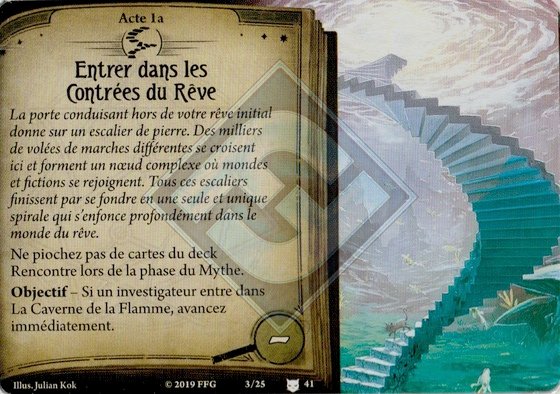 Acte 1a
Entrer dans les
Contrées du Rêve
La porte conduisant hors de votre rêve initial
donne sur un escalier de pierre. Des milliers
de volées de marches différentes se croisent
ici et forment un nœud complexe où mondes
et fictions se rejoignent. Tous ces escaliers
finissent par se fondre en une seule et unique
spirale qui s'enfonce profondément dans le
monde du rêve.
Ne piochez pas de cartes du deck
Rencontre lors de la phase du Mythe.
Objectif – Si un investigateur entre dans
La Caverne de la Flamme, avancez
immédiatement.
–
Illus. Julian Kok © 2019 FFG 3/25 41